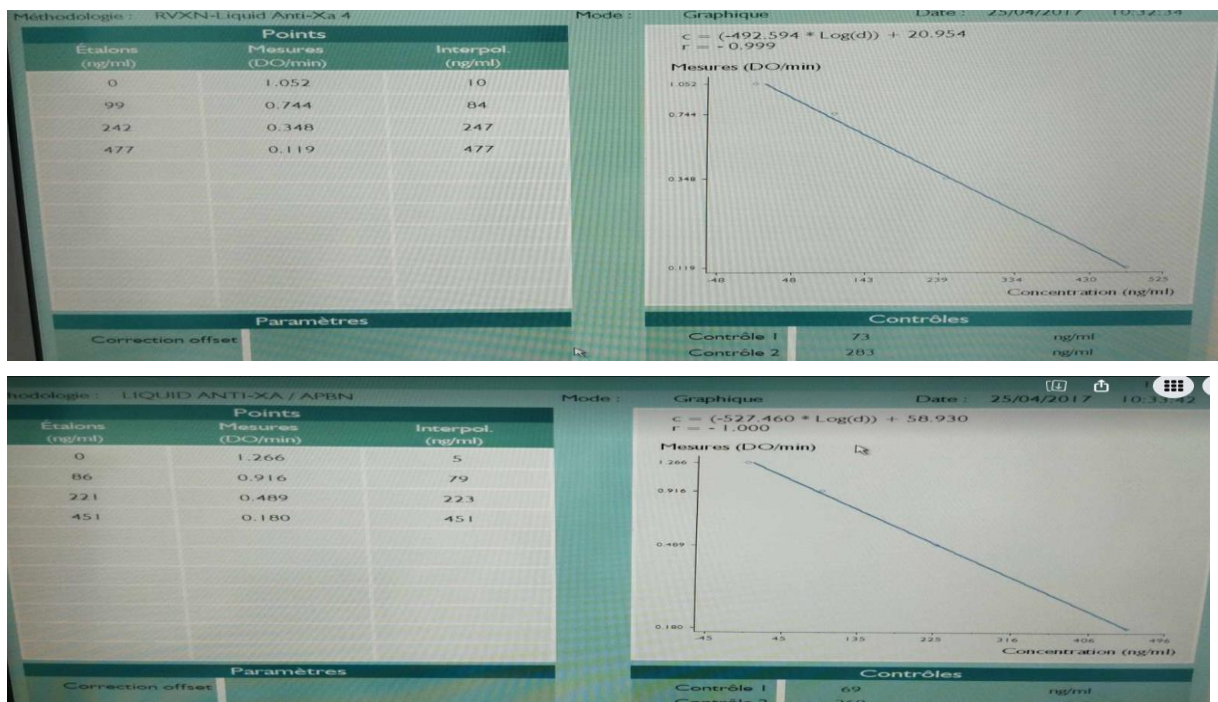 Méthodologie : RVXN-Liquid Anti-Xa 4 Mode : Graphique Date : 25/04/2017 10:32:34
Points
Étalons Mesures Interpol.
(ng/ml) (DO/min) (ng/ml)
0 1.052 10
99 0.744 84
242 0.348 247
477 0.119 477
c = (-492.594 * Log(d)) + 20.954
r = - 0.999
Mesures (DO/min)
1.052
0.744
0.348
0.119
-48 48 143 239 334 430 525
Concentration (ng/ml)
Paramètres
Correction offset
Contrôles
Contrôle 1 73 ng/ml
Contrôle 2 283 ng/ml
hodologie : LIQUID ANTI-XA / APBN Mode : Graphique Date : 25/04/2017 10:33:42
Points
Étalons Mesures Interpol.
(ng/ml) (DO/min) (ng/ml)
0 1.266 5
86 0.916 79
221 0.489 223
451 0.180 451
c = (-527.460 * Log(d)) + 58.930
r = - 1.000
Mesures (DO/min)
1.266
0.916
0.489
0.180
-45 45 135 225 316 406 496
Concentration (ng/ml)
Paramètres
Correction offset
Contrôles
Contrôle 1 69 ng/ml